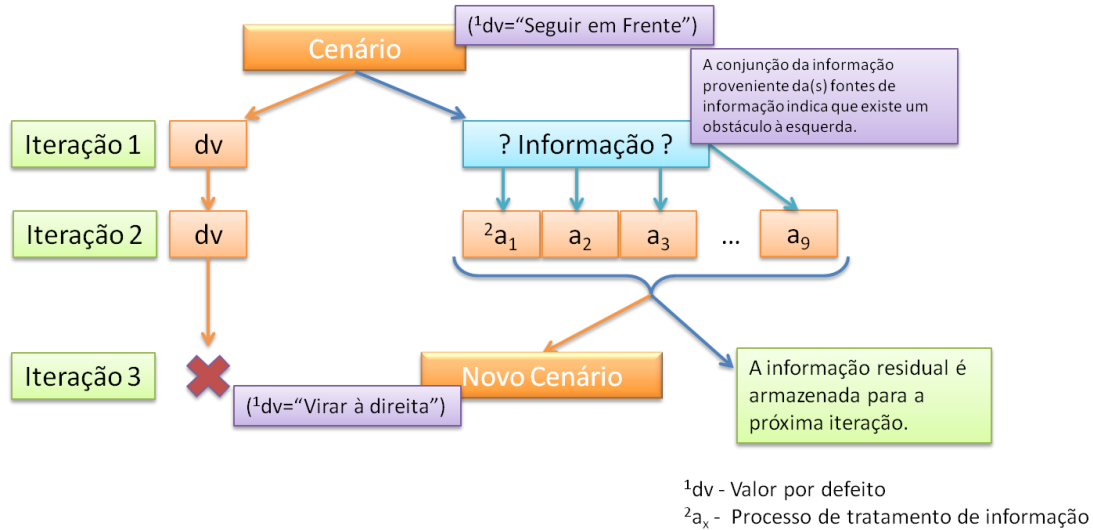 (¹dv=“Seguir em Frente”)
Cenário
A conjunção da informação
proveniente da(s) fontes de
informação indica que existe um
obstáculo à esquerda.
Iteração 1
dv
? Informação ?
Iteração 2
dv
²a₁
a₂
a₃
...
a₉
Iteração 3
Novo Cenário
(¹dv=“Virar à direita”)
A informação residual é
armazenada para a
próxima iteração.
¹dv - Valor por defeito
²aₓ - Processo de tratamento de informação